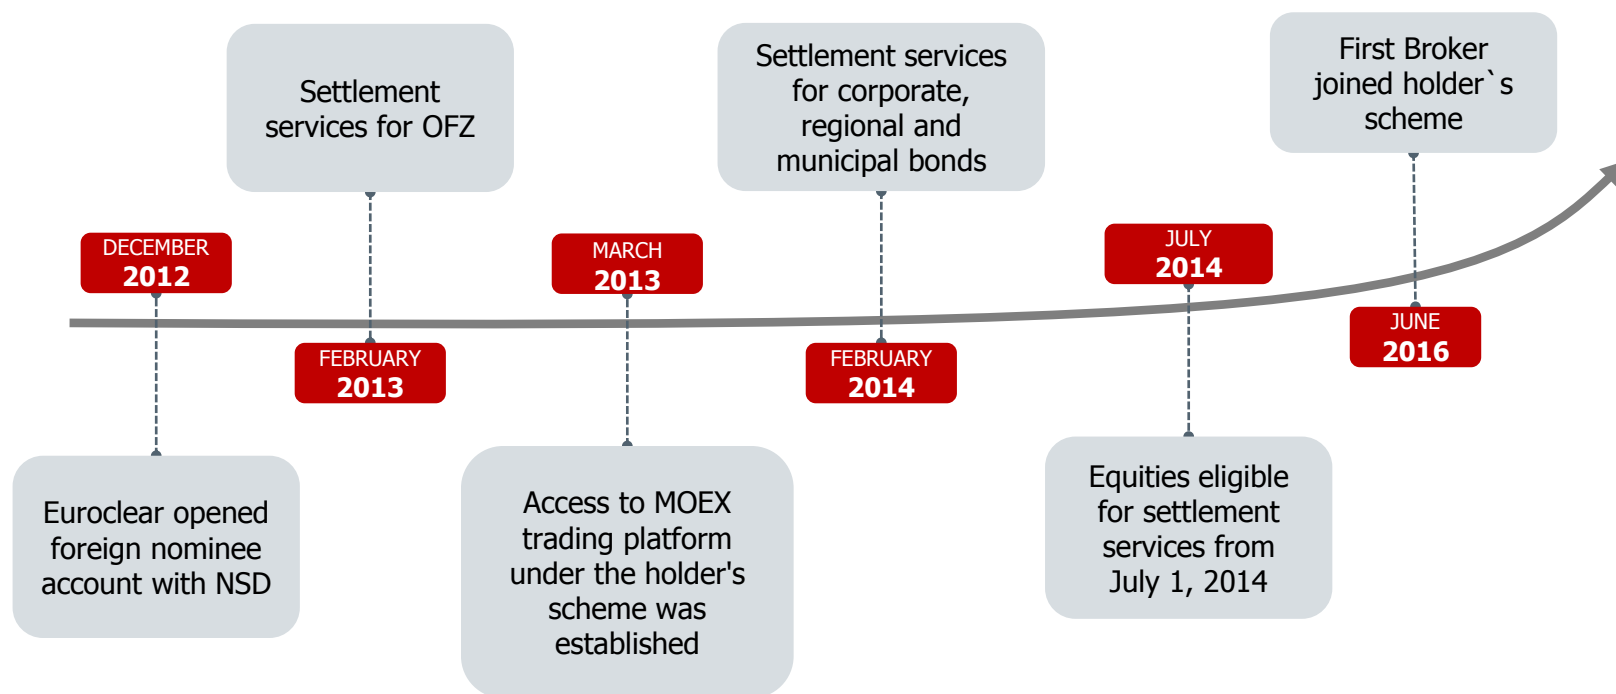 DECEMBER
2012
Euroclear opened
foreign nominee
account with NSD
Settlement
services for OFZ
FEBRUARY
2013
MARCH
2013
Access to MOEX
trading platform
under the holder's
scheme was
established
Settlement services
for corporate,
regional and
municipal bonds
FEBRUARY
2014
JULY
2014
Equities eligible
for settlement
services from
July 1, 2014
First Broker
joined holder`s
scheme
JUNE
2016